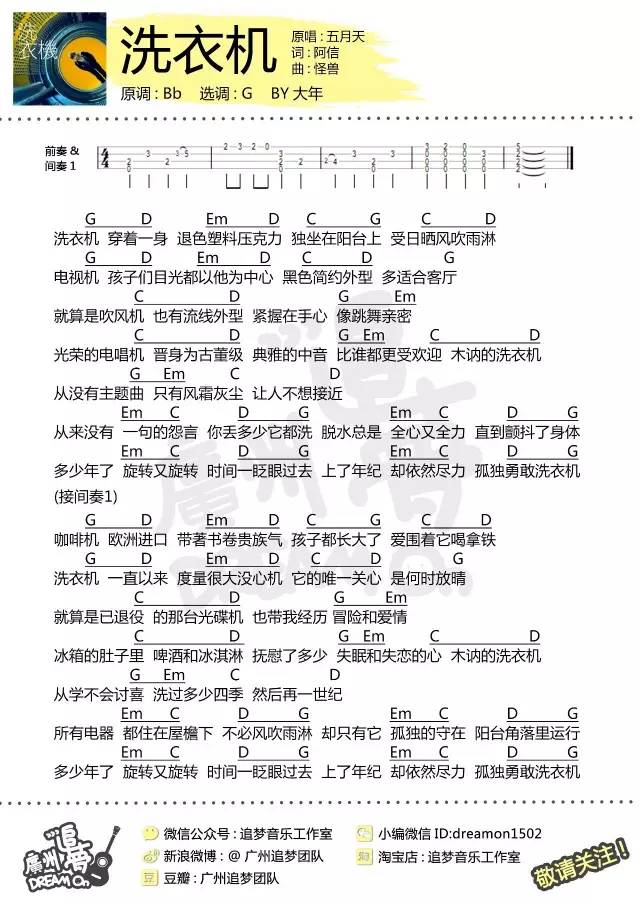 洗衣機
洗衣机
原唱 : 五月天
词 : 阿信
曲 : 怪兽
原调 : Bb 选调 : G BY 大年
前奏 &
间奏 1
G D Em D C G C D
洗衣机 穿着一身 退色塑料压克力 独坐在阳台上 受日晒风吹雨淋
G D Em D C D G
电视机 孩子们目光都以他为中心 黑色简约外型 多适合客厅
C D G Em
就算是吹风机 也有流线外型 紧握在手心 像跳舞亲密
C D G Em C D
光荣的电唱机 晋身为古董级 典雅的中音 比谁都更受欢迎 木讷的洗衣机
G Em C D
从没有主题曲 只有风霜灰尘 让人不想接近
Em C D G Em C D G
从来没有 一句的怨言 你丢多少它都洗 脱水总是 全心又全力 直到颤抖了身体
Em C D G Em C D G
多少年了 旋转又旋转 时间一眨眼过去 上了年纪 却依然尽力 孤独勇敢洗衣机
(接间奏1)
G D Em D C G C D
咖啡机 欧洲进口 带著书卷贵族气 孩子都长大了 爱围着它喝拿铁
G D Em D C D G
洗衣机 一直以来 度量很大没心机 它的唯一关心 是何时放晴
C D G Em
就算是已退役 的那台光碟机 也带我经历 冒险和爱情
C D G Em C D
冰箱的肚子里 啤酒和冰淇淋 抚慰了多少 失眠和失恋的心 木讷的洗衣机
G Em C D
从学不会讨喜 洗过多少四季 然后再一世纪
Em C D G Em C D G
所有电器 都住在屋檐下 不必风吹雨淋 却只有它 孤独的守在 阳台角落里运行
Em C D G Em C D G
多少年了 旋转又旋转 时间一眨眼过去 上了年纪 却依然尽力 孤独勇敢洗衣机
廣州追夢
DREAM On
微信公众号 : 追梦音乐工作室
小编微信 ID:dreamon1502
新浪微博 : @ 广州追梦团队
淘宝店 : 追梦音乐工作室
豆瓣 : 广州追梦团队
敬请关注！